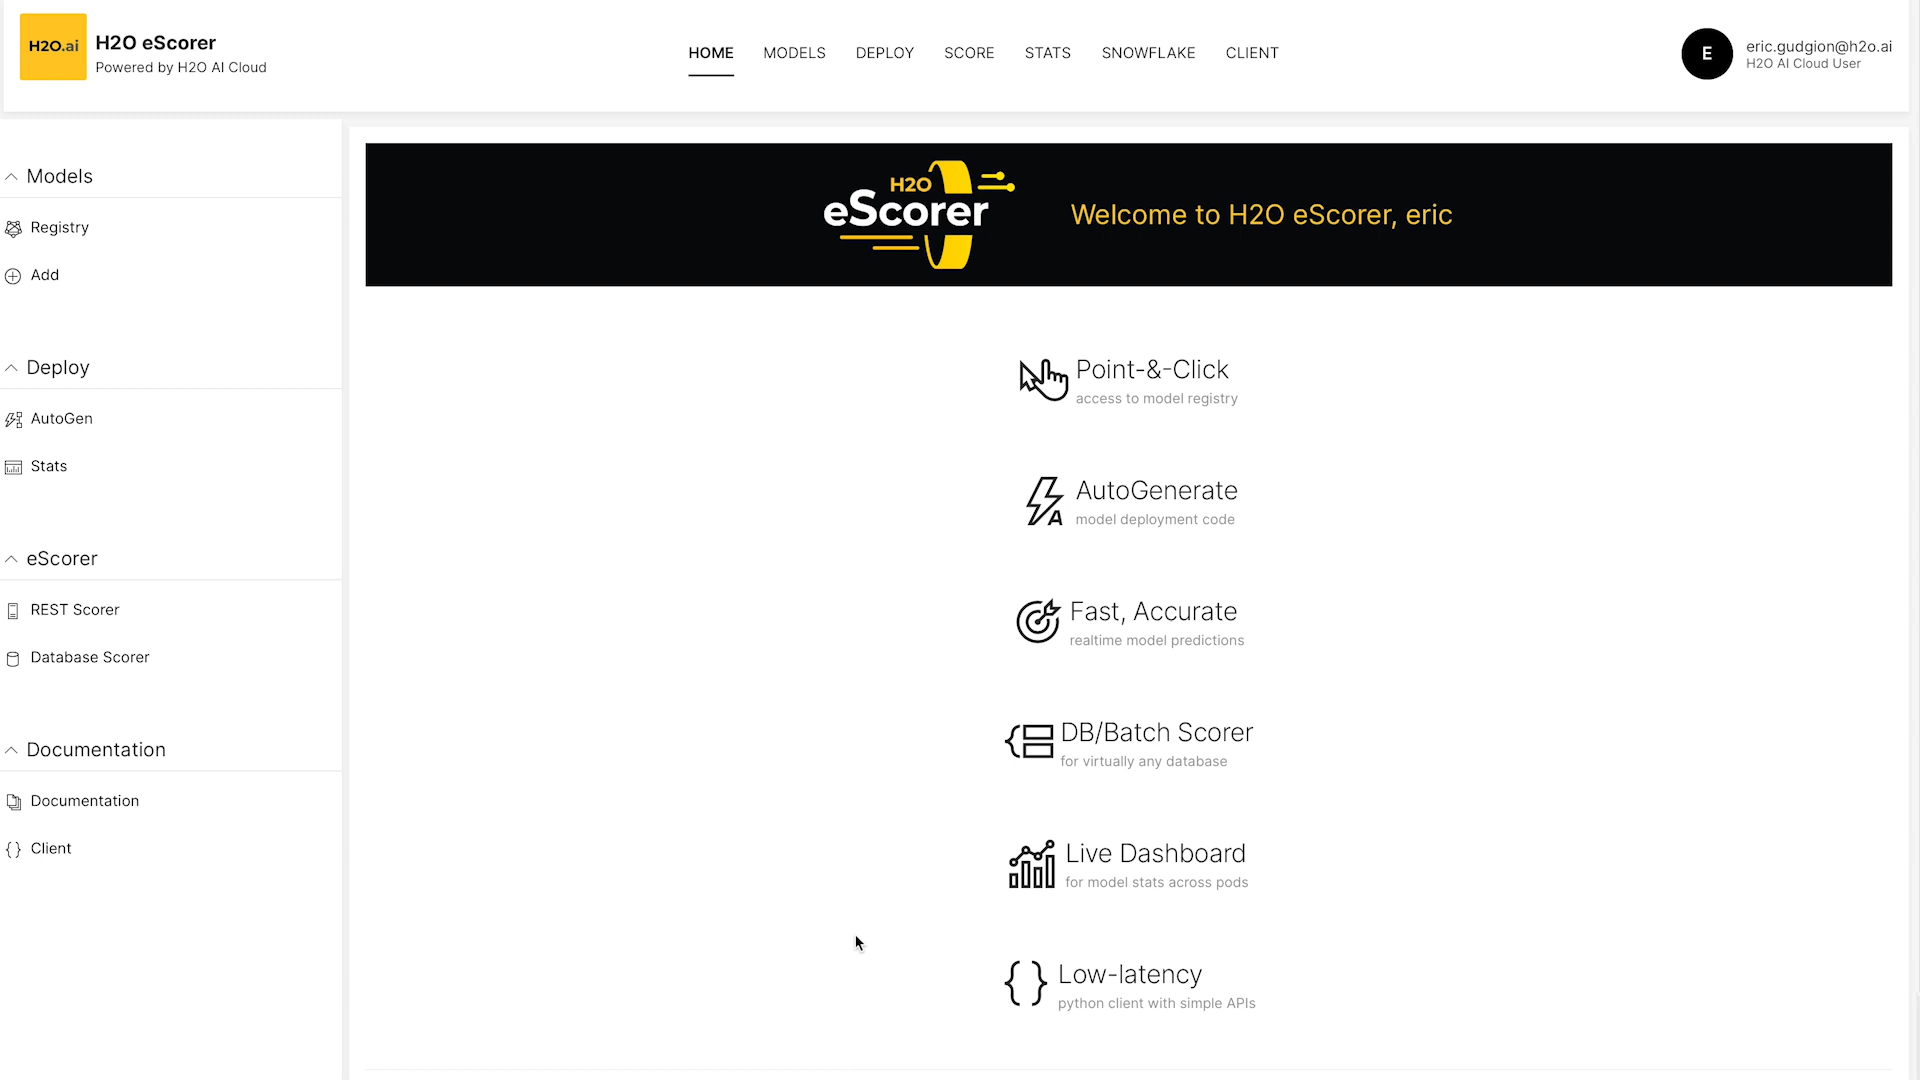 H2O.ai
H2O eScorer
Powered by H2O AI Cloud
HOME
MODELS
DEPLOY
SCORE
STATS
SNOWFLAKE
CLIENT
E
eric.gudgion@h2o.ai
H2O AI Cloud User
Models
Registry
Add
Deploy
AutoGen
Stats
eScorer
REST Scorer
Database Scorer
Documentation
Documentation
Client
H2O
eScorer
Welcome to H2O eScorer, eric
Point-&-Click
access to model registry
A
AutoGenerate
model deployment code
Fast, Accurate
realtime model predictions
DB/Batch Scorer
for virtually any database
Live Dashboard
for model stats across pods
Low-latency
python client with simple APIs